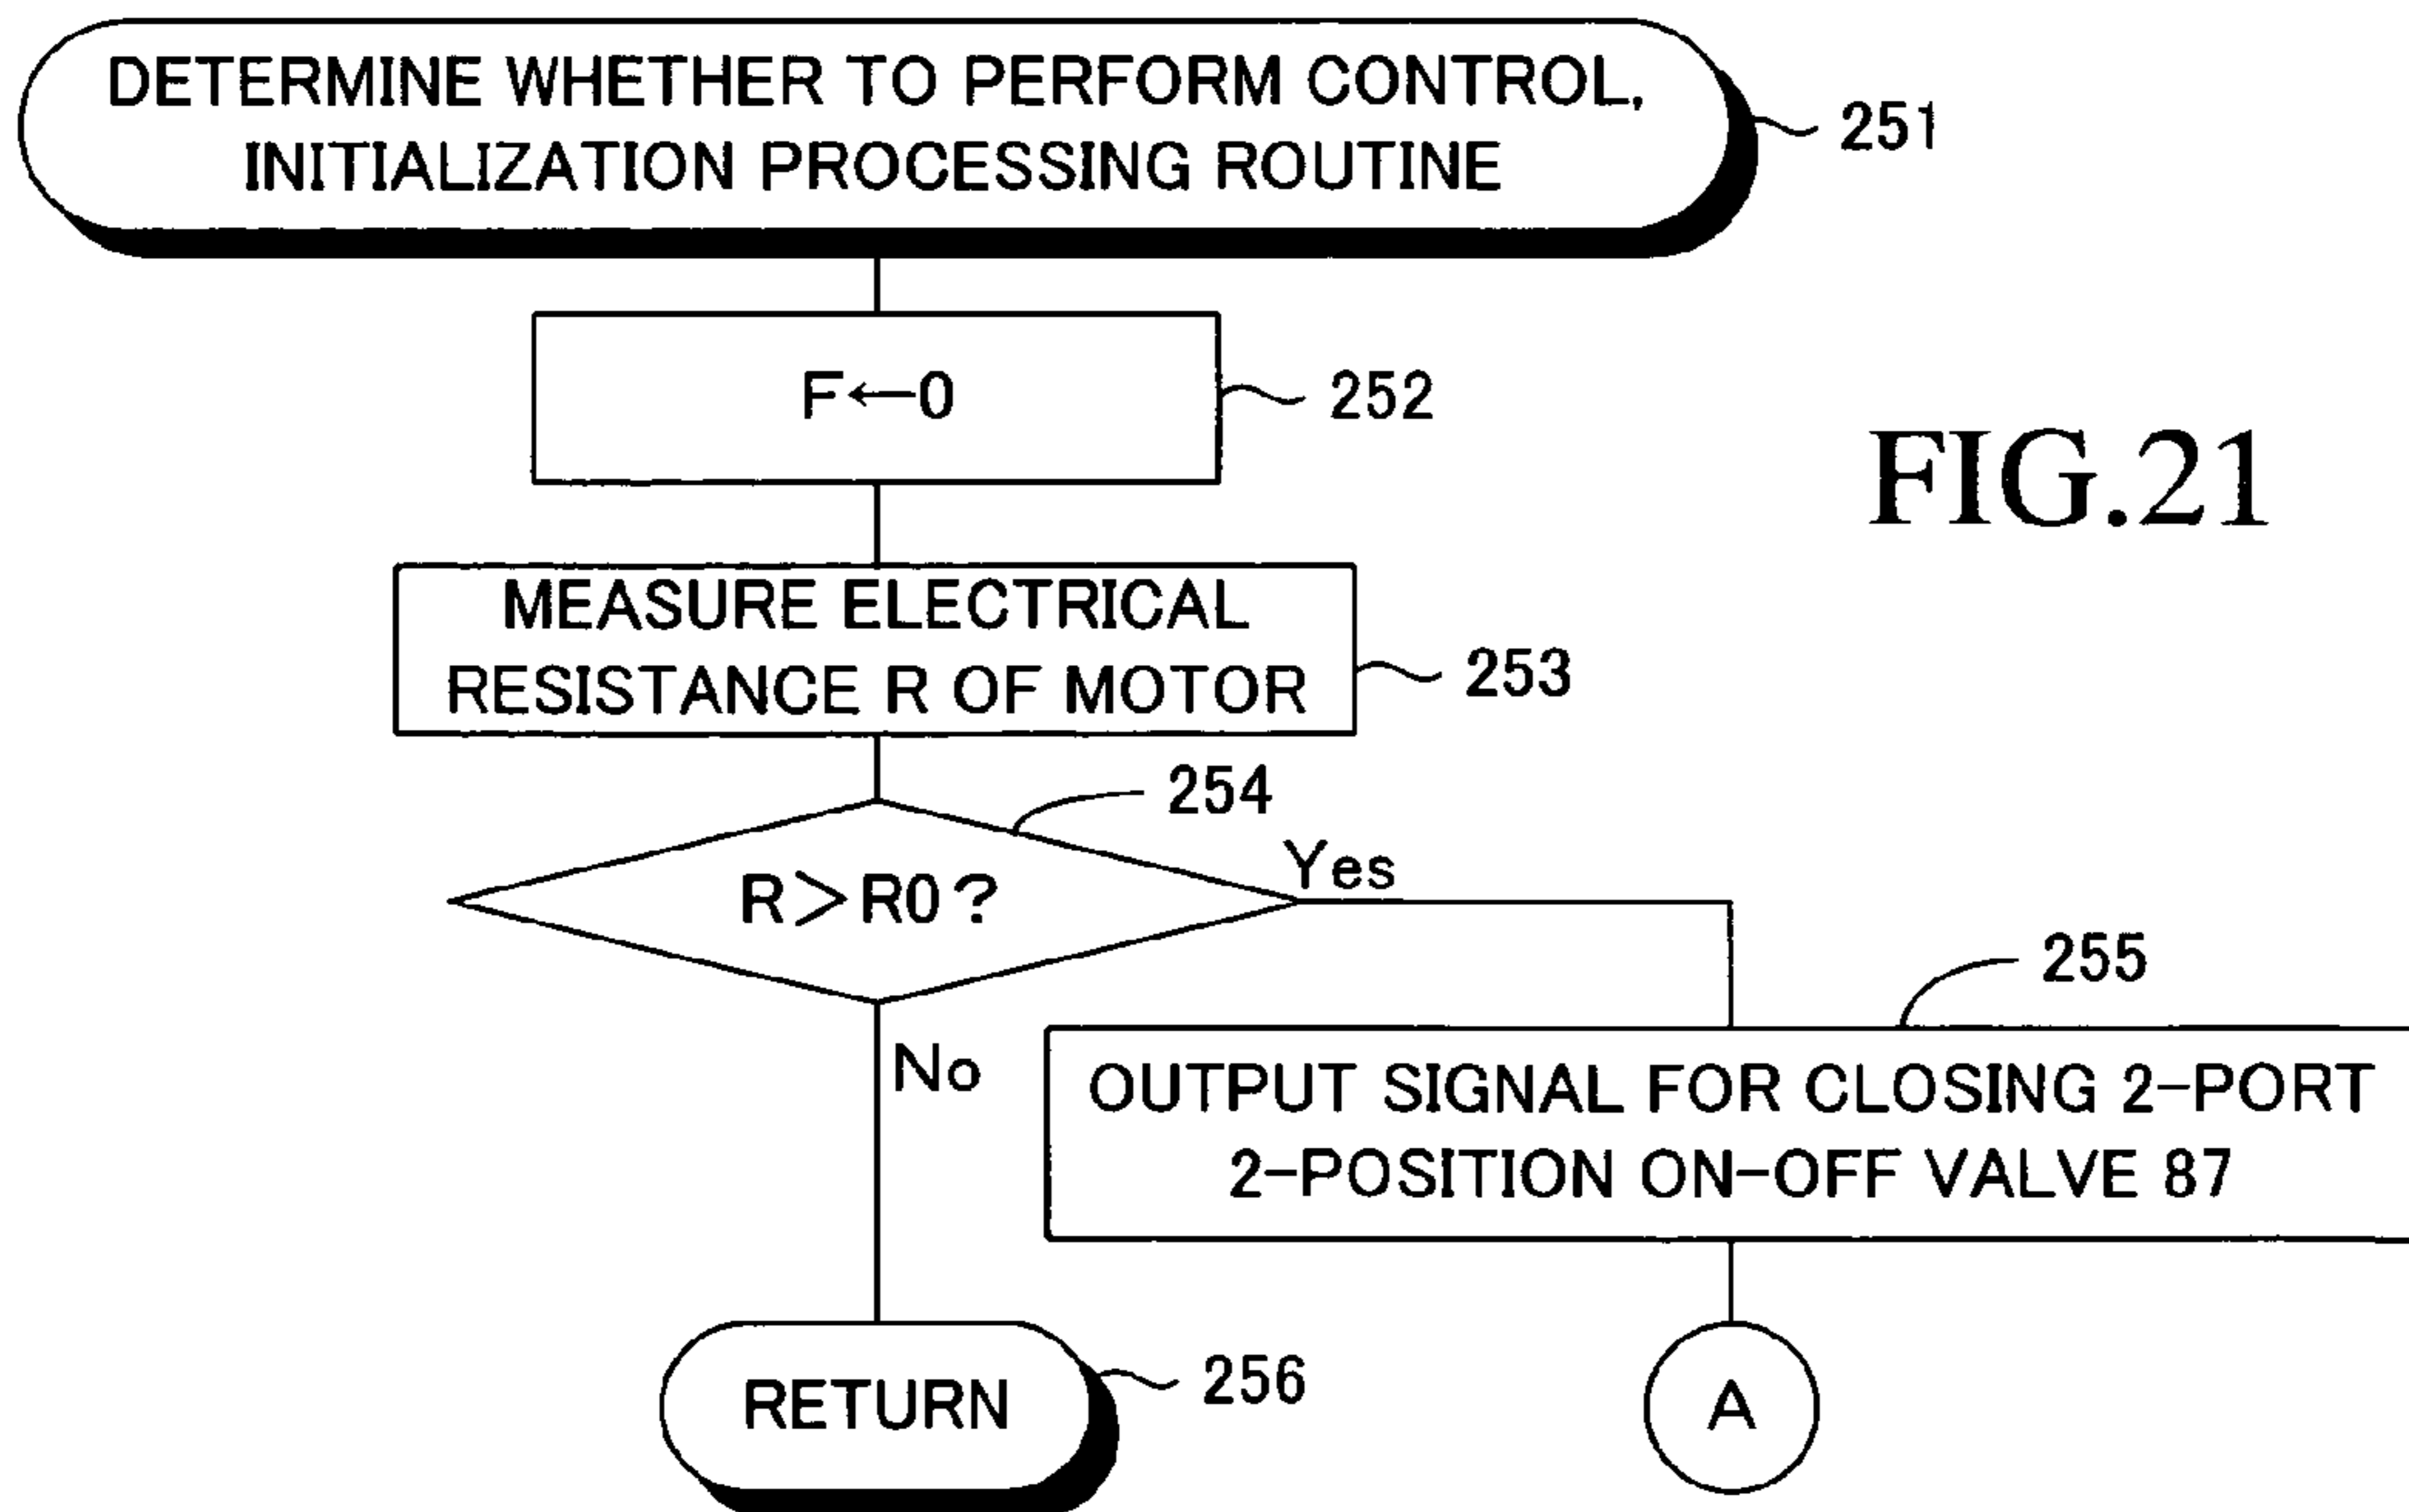 DETERMINE WHETHER TO PERFORM CONTROL,
INITIALIZATION PROCESSING ROUTINE
251
F←0
252
FIG.21
MEASURE ELECTRICAL
RESISTANCE R OF MOTOR
253
254
R>R0?
Yes
255
No
OUTPUT SIGNAL FOR CLOSING 2-PORT
2-POSITION ON-OFF VALVE 87
RETURN
256
A